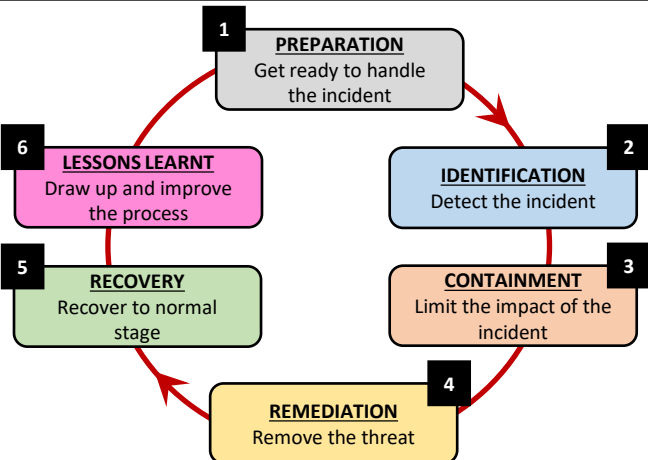 1
PREPARATION
Get ready to handle
the incident
2
IDENTIFICATION
Detect the incident
3
CONTAINMENT
Limit the impact of the
incident
4
REMEDIATION
Remove the threat
5
RECOVERY
Recover to normal
stage
6
LESSONS LEARNT
Draw up and improve
the process